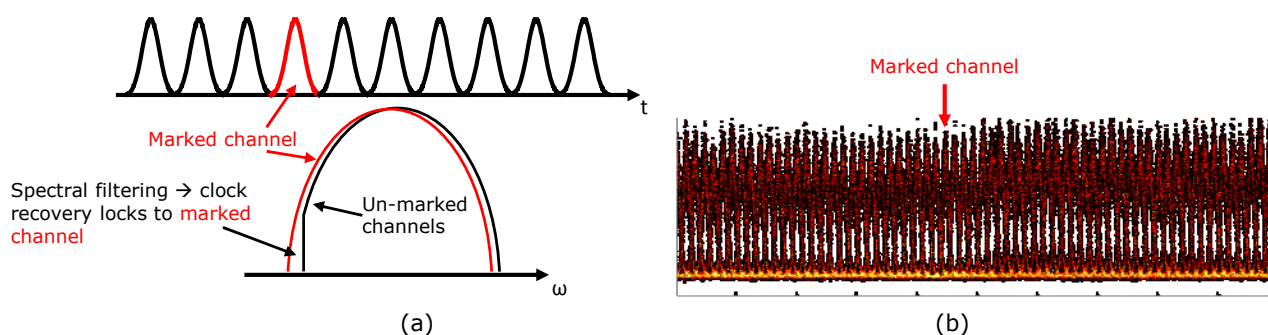 t
Marked channel
Spectral filtering → clock
recovery locks to marked
channel
Un-marked
channels
ω
(a)
Marked channel
(b)